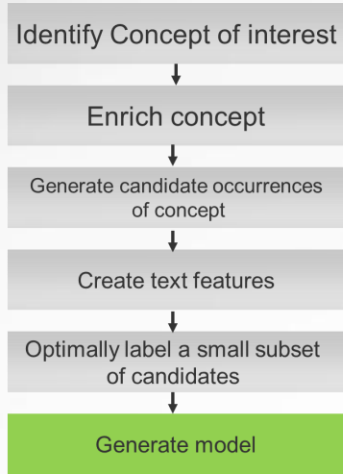 Identify Concept of interest
Enrich concept
Generate candidate occurrences
of concept
Create text features
Optimally label a small subset
of candidates
Generate model